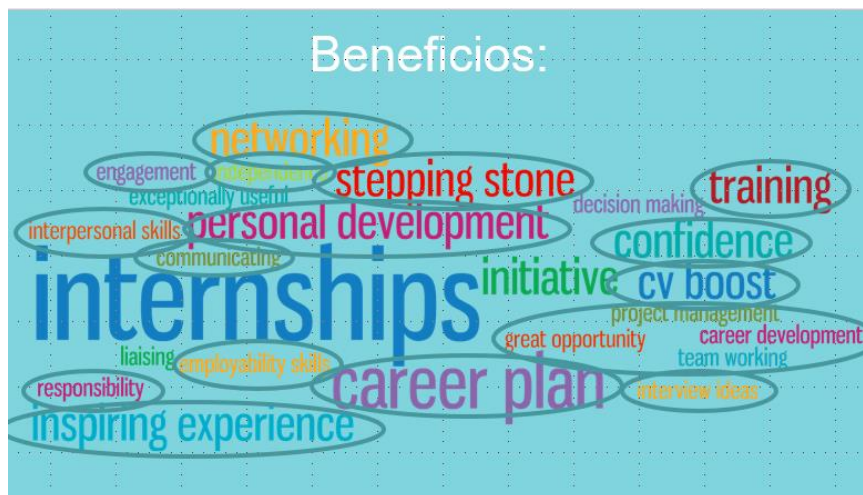 Beneficios:
networking
engagement independence stepping stone training
exceptionally useful decision making
interpersonal skills personal development confidence
communicating
internships initiative cv boost
project management
great opportunity career development
liaising employability skills team working
responsibility career plan interview ideas
inspiring experience